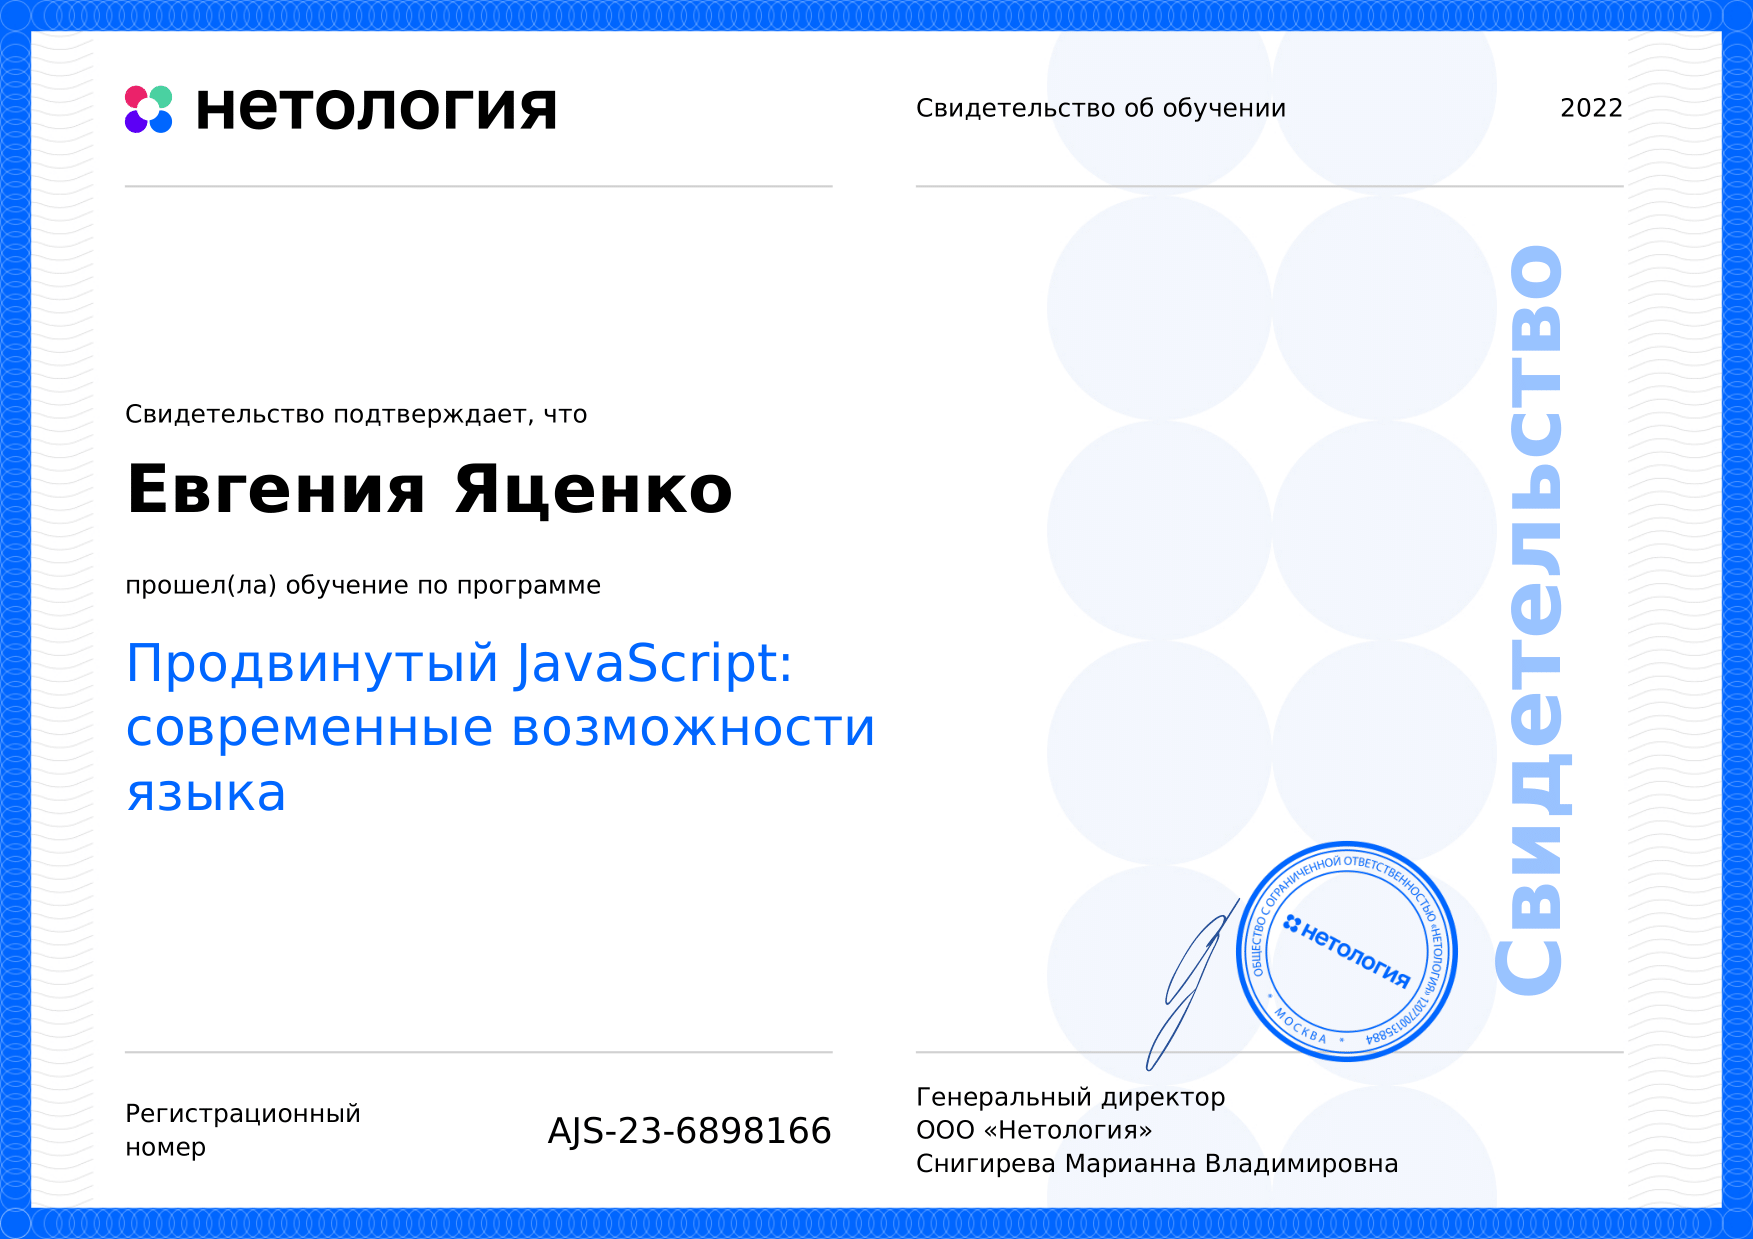 нетология
Свидетельство об обучении
2022
Свидетельство подтверждает, что
Евгения Яценко
прошел(ла) обучение по программе
Продвинутый JavaScript:
современные возможности
языка
Свидетельство
ОБЩЕСТВО С ОГРАНИЧЕННОЙ ОТВЕТСТВЕННОСТЬЮ «НЕТОЛОГИЯ» 1207700135884
* МОСКВА *
нетология
Регистрационный
номер
AJS-23-6898166
Генеральный директор
ООО «Нетология»
Снигирева Марианна Владимировна